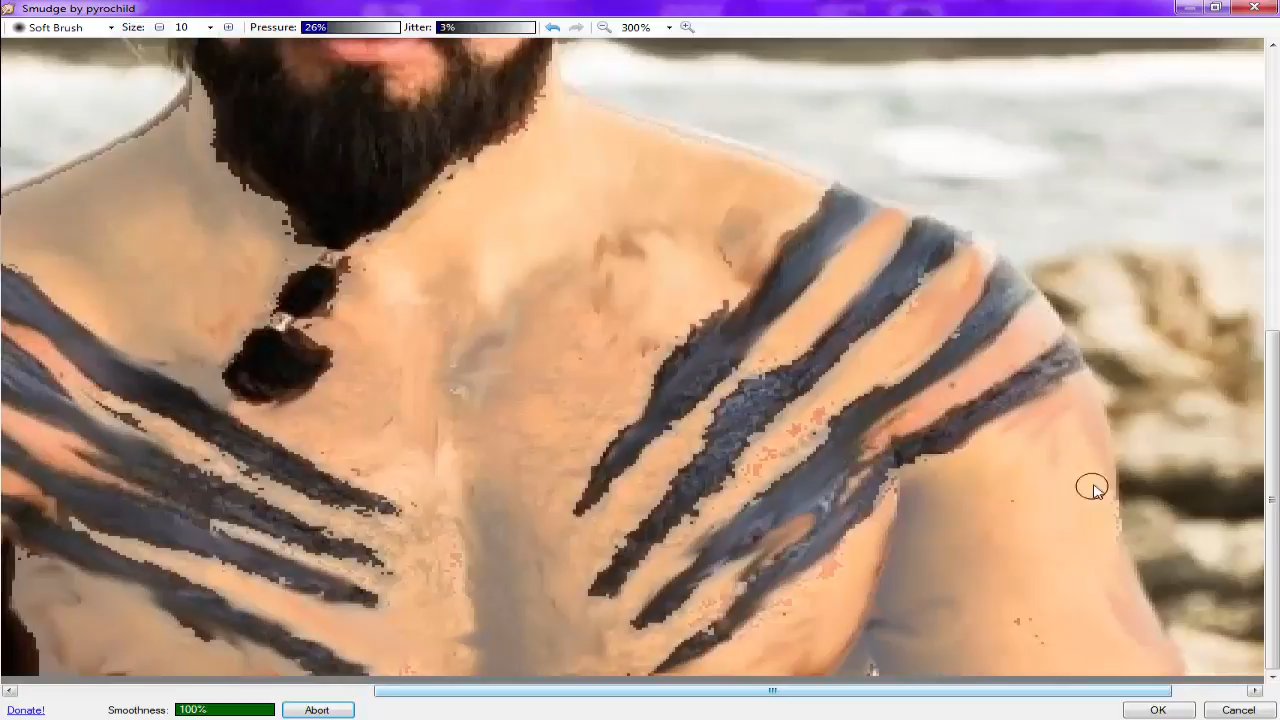 Smudge by pyrochild
Soft Brush Size: 10 Pressure: 26% Jitter: 3% 300%
Donate! Smoothness: 100% Abort OK Cancel